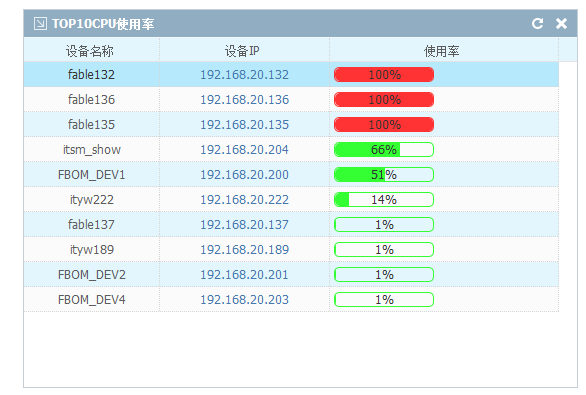 TOP10CPU使用率
设备名称 设备IP 使用率
fable132 192.168.20.132 100%
fable136 192.168.20.136 100%
fable135 192.168.20.135 100%
itsm_show 192.168.20.204 66%
FBOM_DEV1 192.168.20.200 51%
ityw222 192.168.20.222 14%
fable137 192.168.20.137 1%
ityw189 192.168.20.189 1%
FBOM_DEV2 192.168.20.201 1%
FBOM_DEV4 192.168.20.203 1%